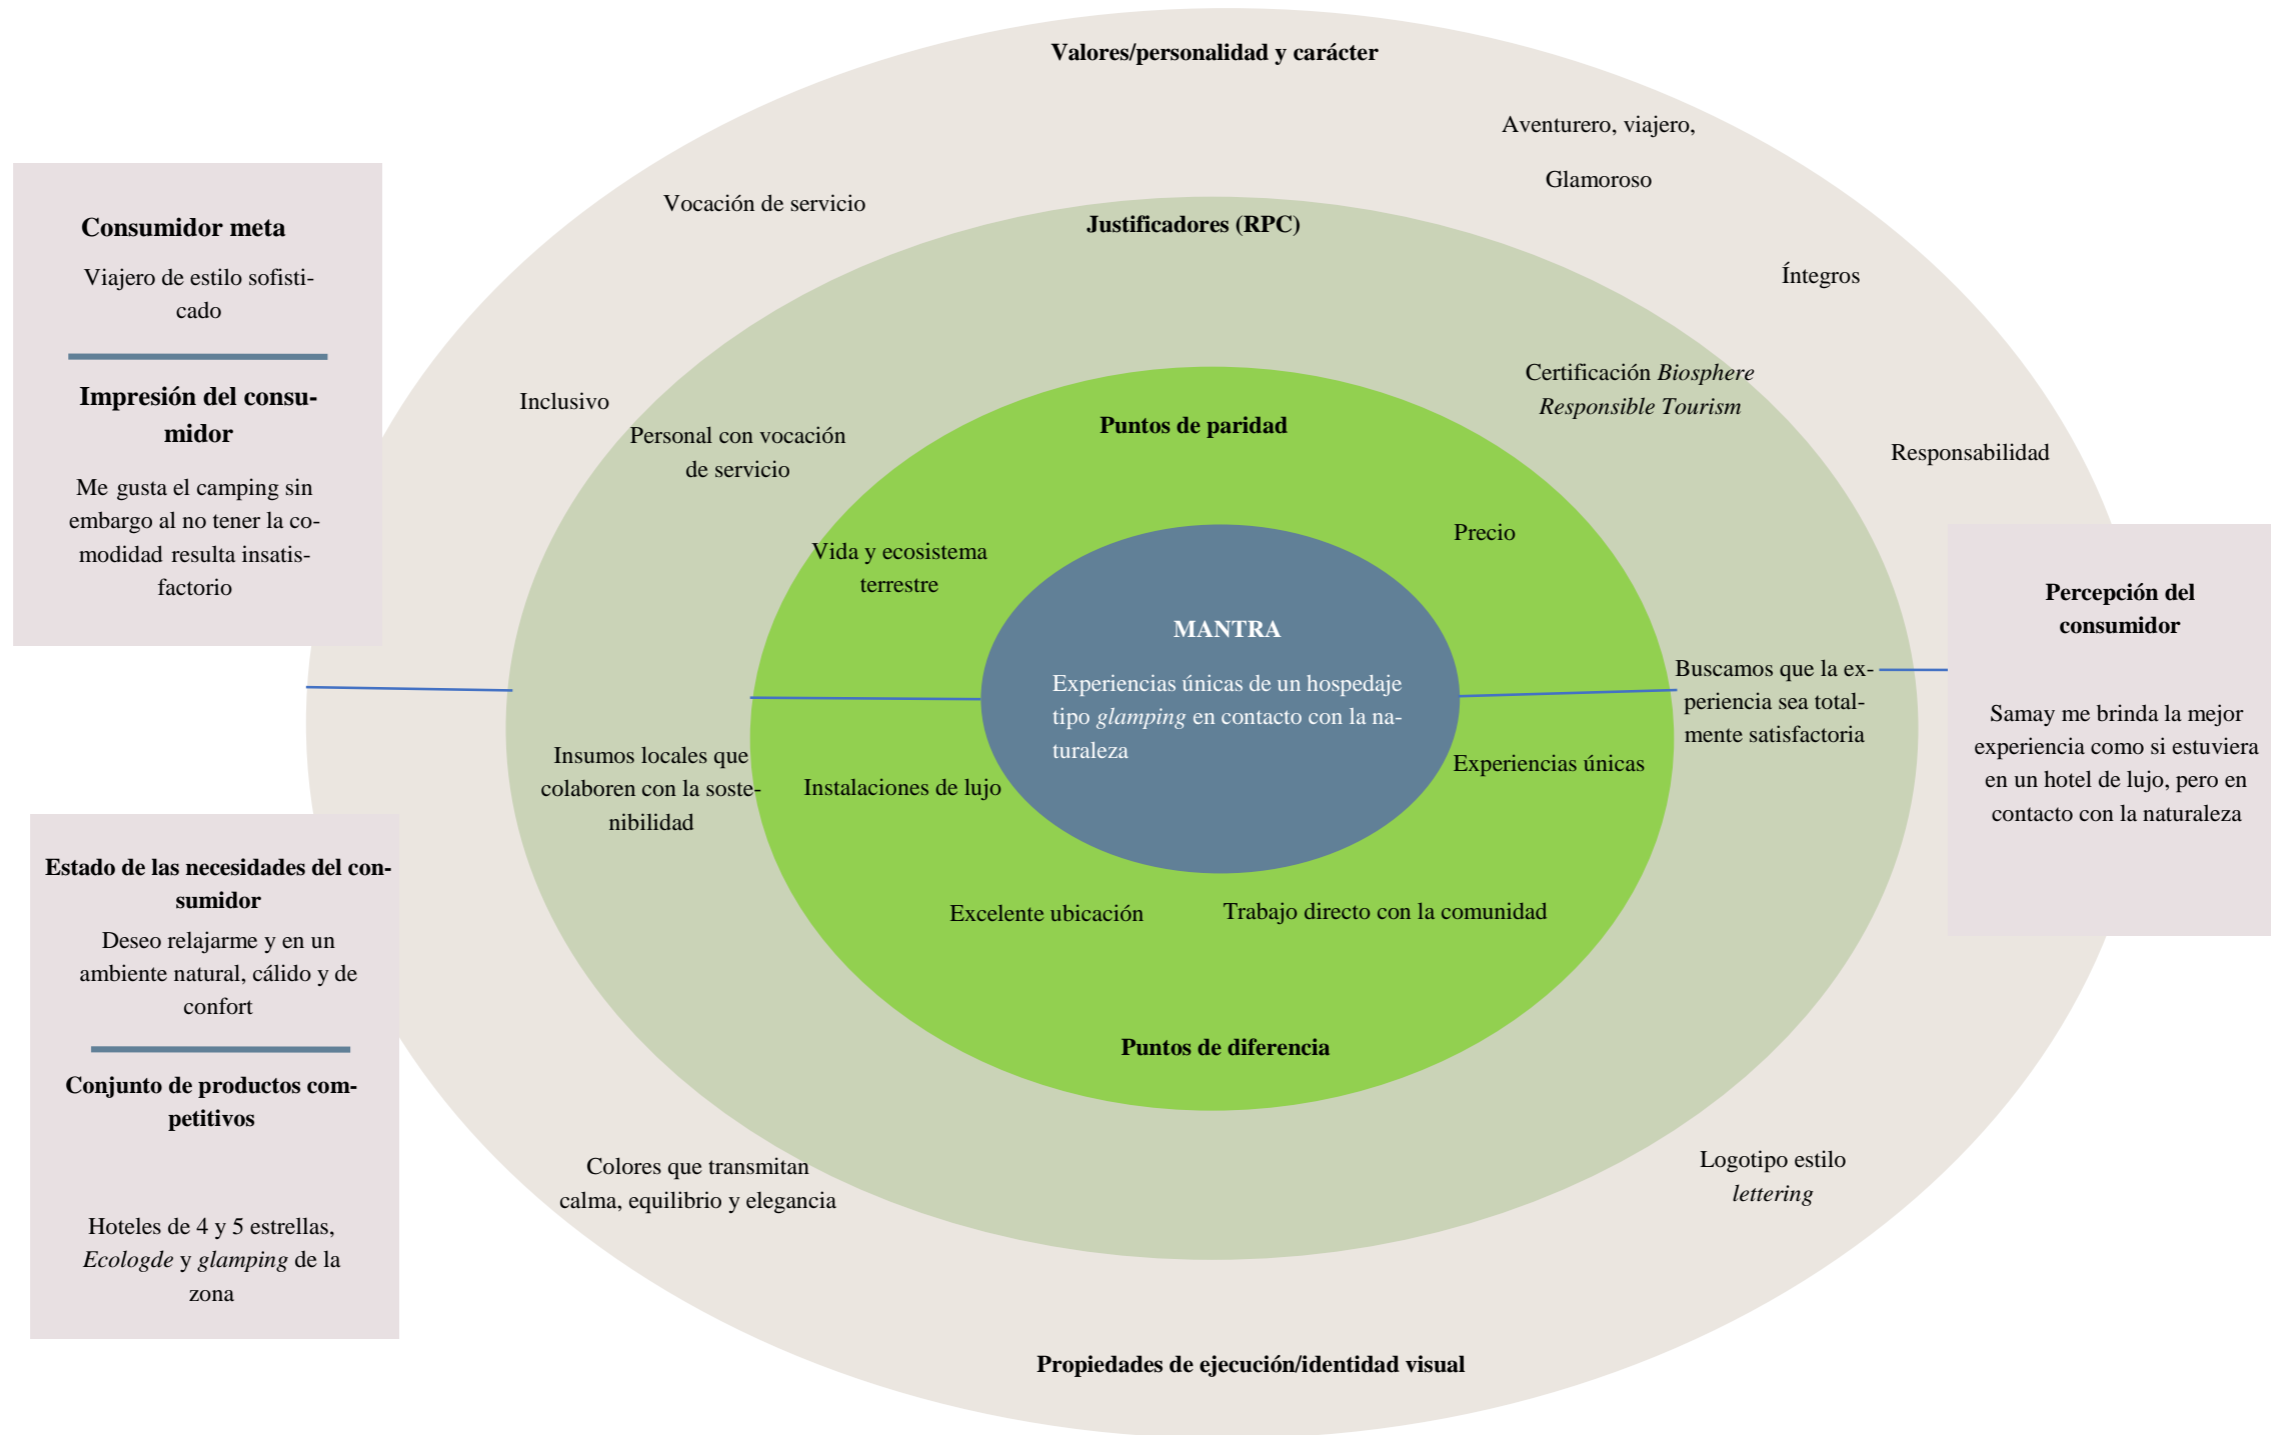 Valores/personalidad y carácter
Aventurero, viajero,
Glamoroso
Vocación de servicio
Justificadores (RPC)
Íntegros
Consumidor meta
Viajero de estilo sofisti-
cado
Impresión del consu-
midor
Me gusta el camping sin
embargo al no tener la co-
modidad resulta insatis-
factorio
Inclusivo
Personal con vocación
de servicio
Certificación Biosphere
Responsible Tourism
Responsabilidad
Puntos de paridad
Precio
Vida y ecosistema
terrestre
MANTRA
Experiencias únicas de un hospedaje
tipo glamping en contacto con la na-
turaleza
Buscamos que la ex-
periencia sea total-
mente satisfactoria
Percepción del
consumidor
Samay me brinda la mejor
experiencia como si estuviera
en un hotel de lujo, pero en
contacto con la naturaleza
Insumos locales que
colaboren con la soste-
nibilidad
Instalaciones de lujo
Experiencias únicas
Excelente ubicación
Trabajo directo con la comunidad
Puntos de diferencia
Estado de las necesidades del con-
sumidor
Deseo relajarme y en un
ambiente natural, cálido y de
confort
Conjunto de productos com-
petitivos
Hoteles de 4 y 5 estrellas,
Ecologde y glamping de la
zona
Colores que transmitan
calma, equilibrio y elegancia
Logotipo estilo
lettering
Propiedades de ejecución/identidad visual